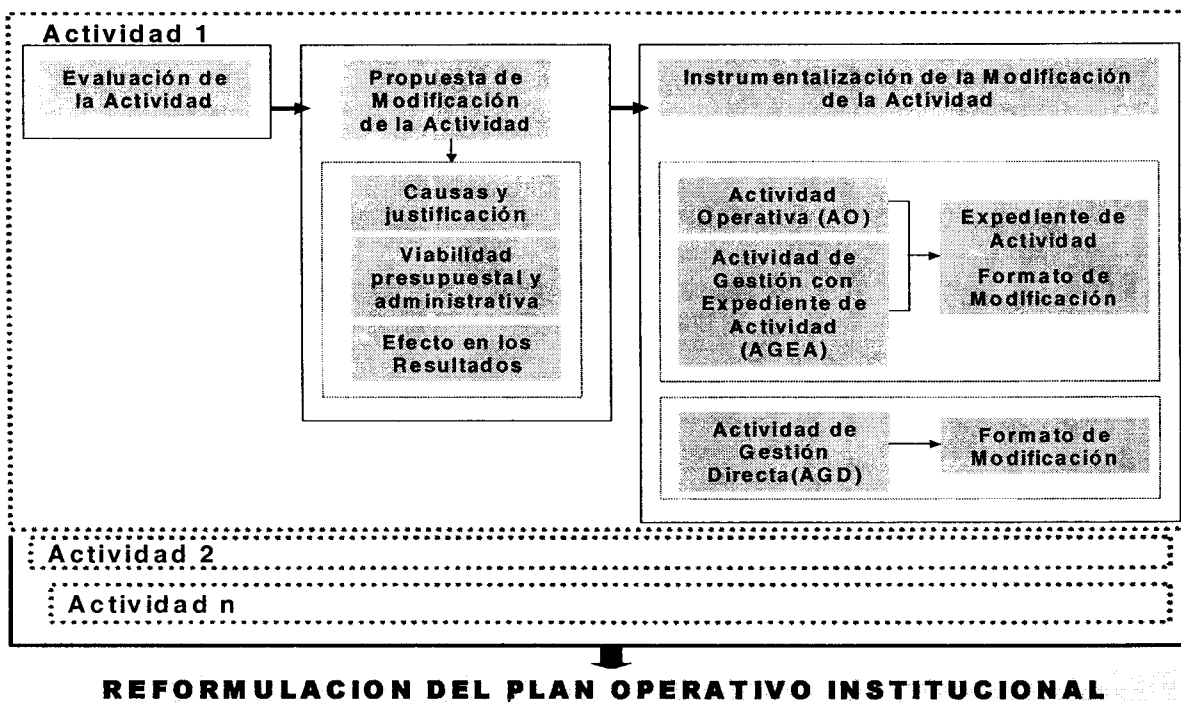 Actividad 1
Evaluación de
la Actividad
Propuesta de
Modificación
de la Actividad
Causas y
justificación
Viabilidad
presupuestal y
administrativa
Efecto en los
Resultados
Instrumentalización de la Modificación
de la Actividad
Actividad
Operativa (AO)
Actividad de
Gestión con
Expediente de
Actividad
(AGEA)
Expediente de
Actividad
Formato de
Modificación
Actividad de
Gestión
Directa(AGD)
Formato de
Modificación
Actividad 2
Actividad n
REFORMULACION DEL PLAN OPERATIVO INSTITUCIONAL